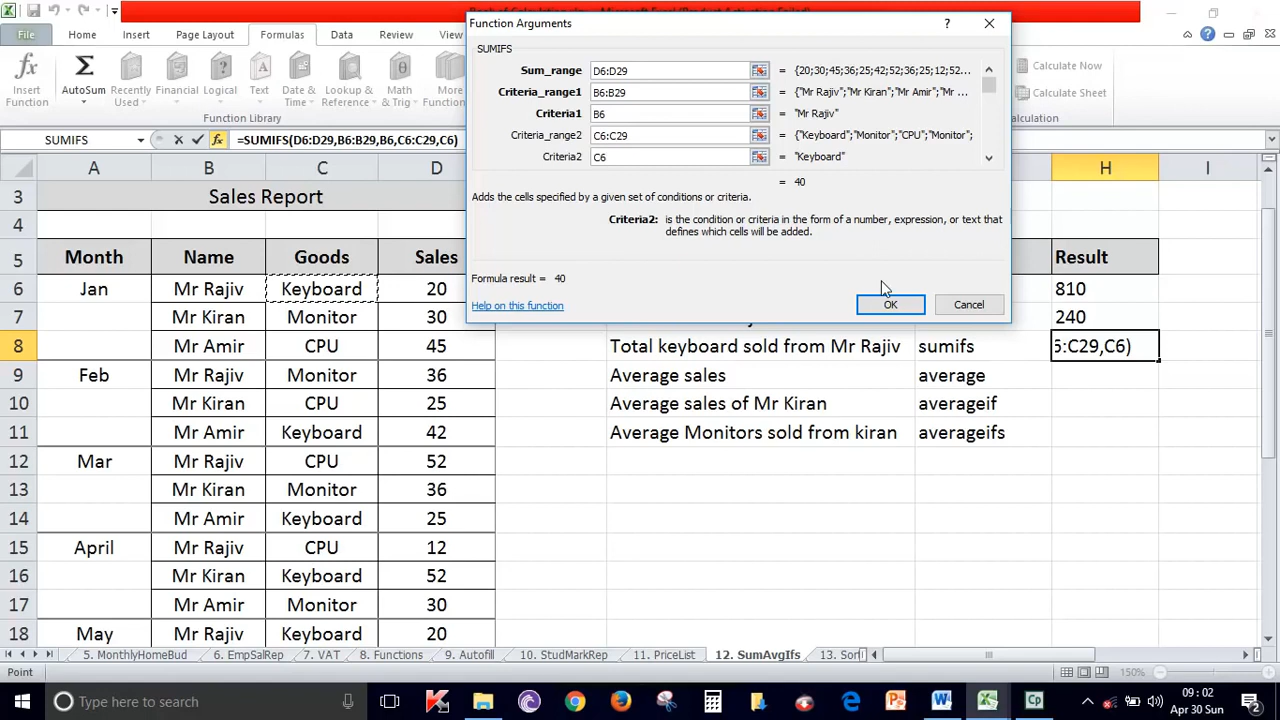 File
Home
Insert
Page Layout
Formulas
Data
Review
Insert Function
AutoSum
Recently Used
Financial
Logical
Text
Date & Time
Lookup & Reference
Math & Trig
Function Library
Calculate Now
Calculate Sheet
Function Arguments
?
SUMIFS
Sum_range D6:D29 = {20;30;45;36;25;42;52;36;25;12;52...
Criteria_range1 B6:B29 = {"Mr Rajiv";"Mr Kiran";"Mr Amir";"Mr ...
Criteria1 B6 = "Mr Rajiv"
Criteria_range2 C6:C29 = {"Keyboard";"Monitor";"CPU";"Monitor";
Criteria2 C6 = "Keyboard"
= 40
Adds the cells specified by a given set of conditions or criteria.
Criteria2: is the condition or criteria in the form of a number, expression, or text that
defines which cells will be added.
Formula result = 40
Help on this function
OK Cancel
SUMIFS =SUMIFS(D6:D29,B6:B29,B6,C6:C29,C6)
A B C D H I
3 Sales Report
4
5 Month Name Goods Sales Result
6 Jan Mr Rajiv Keyboard 20 810
7 Mr Kiran Monitor 30 240
8 Mr Amir CPU 45 Total keyboard sold from Mr Rajiv sumifs :C29,C6)
9 Feb Mr Rajiv Monitor 36 Average sales average
10 Mr Kiran CPU 25 Average sales of Mr Kiran averageif
11 Mr Amir Keyboard 42 Average Monitors sold from kiran averageifs
12 Mar Mr Rajiv CPU 52
13 Mr Kiran Monitor 36
14 Mr Amir Keyboard 25
15 April Mr Rajiv CPU 12
16 Mr Kiran Keyboard 52
17 Mr Amir Monitor 30
18 May Mr Rajiv Keyboard 20
5. MonthlyHomeBud 6. EmpSalRep 7. VAT 8. Functions 9. Autofill 10. StudMarkRep 11. PriceList 12. SumAvgIfs 13. Sort
Point 150%
Type here to search
09:02
Apr 30 Sun
2